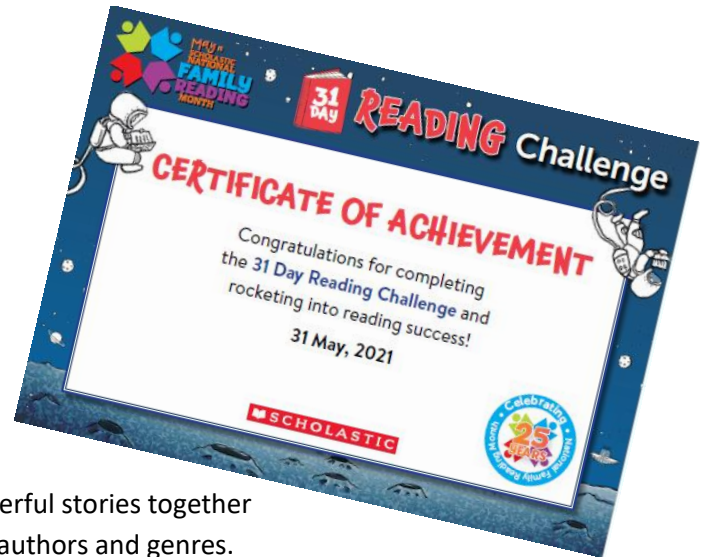 May is
SCHOLASTIC
NATIONAL
FAMILY
READING
MONTH
31
DAY
READING Challenge
CERTIFICATE OF ACHIEVEMENT
Congratulations for completing
the 31 Day Reading Challenge and
rocketing into reading success!
31 May, 2021
SCHOLASTIC
Celebrating
25
YEARS
National Family Reading Month
erful stories together
authors and genres.